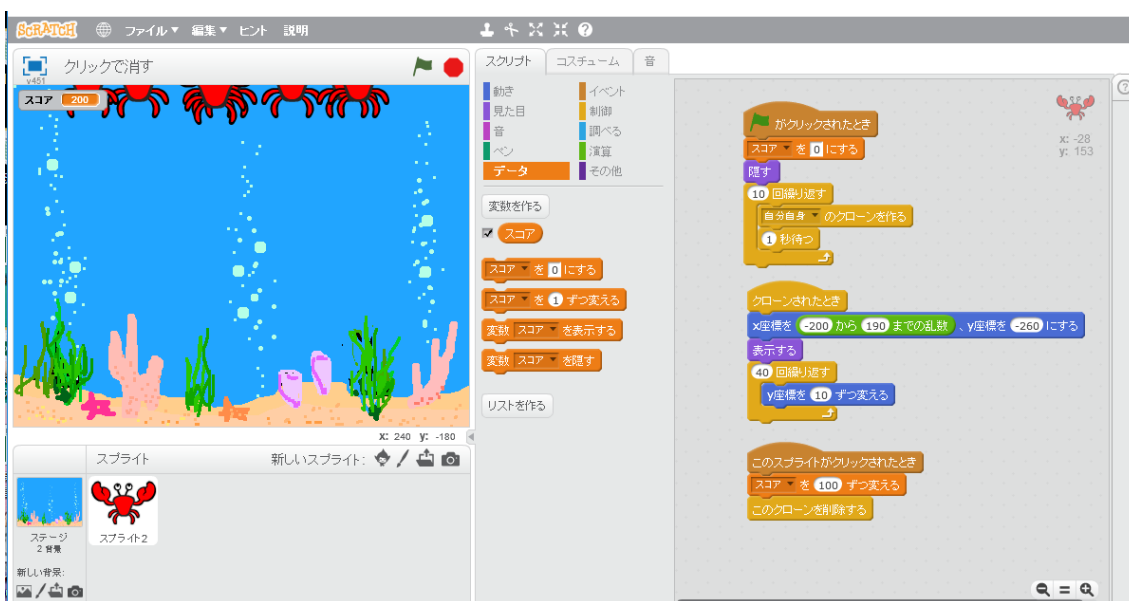 SCRATCH ファイル▼ 編集▼ ヒント 説明
クリックで消す
v451
スコア 200
X: 240 y: -180
スプライト
新しいスプライト:
ステージ
2 背景
新しい背景:
スプライト2
スクリプト コスチューム 音
動き イベント
見た目 制御
音 調べる
ペン 演算
データ その他
変数を作る
スコア
スコア▼ を 0 にする
スコア▼ を 1 ずつ変える
変数 スコア▼ を表示する
変数 スコア▼ を隠す
リストを作る
がクリックされたとき
スコア▼ を 0 にする
隠す
10 回繰り返す
自分自身▼ のクローンを作る
1 秒待つ
クローンされたとき
x座標を -200 から 190 までの乱数 、y座標を -260 にする
表示する
40 回繰り返す
y座標を 10 ずつ変える
このスプライトがクリックされたとき
スコア▼ を 100 ずつ変える
このクローンを削除する
x: -28
y: 153